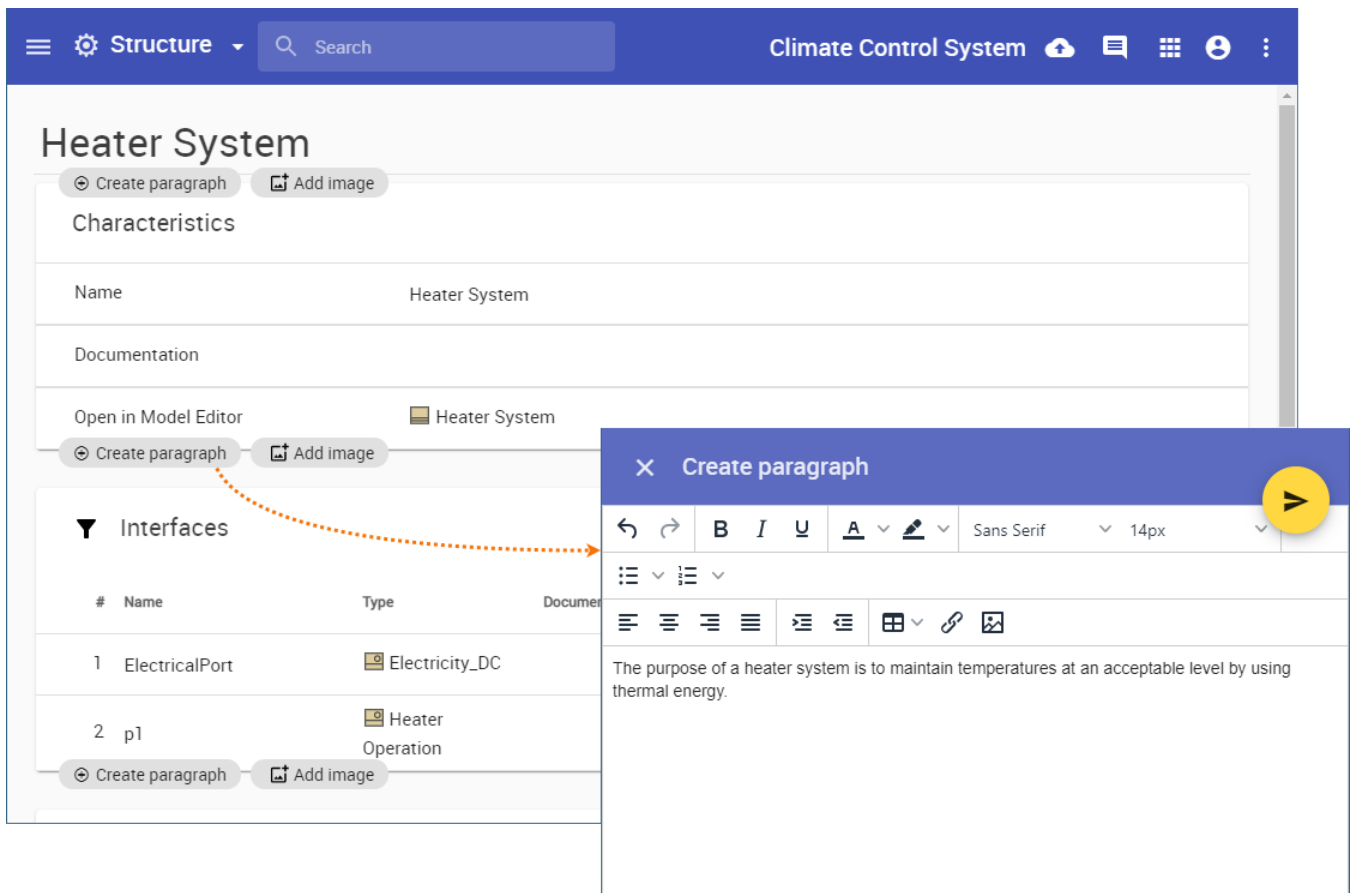 Structure
Search
Climate Control System
Heater System
Create paragraph Add image
Characteristics
Name Heater System
Documentation
Open in Model Editor Heater System
Create paragraph Add image
Interfaces
# Name Type Documen
1 ElectricalPort Electricity_DC
2 p1 Heater
Operation
Create paragraph Add image
Create paragraph
B I U A Sans Serif 14px
The purpose of a heater system is to maintain temperatures at an acceptable level by using
thermal energy.